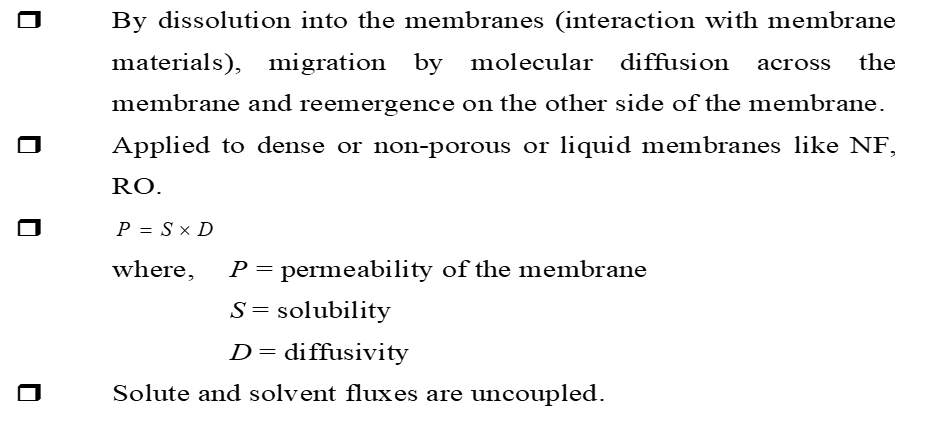 ❒ By dissolution into the membranes (interaction with membrane
materials), migration by molecular diffusion across the
membrane and reemergence on the other side of the membrane.
❒ Applied to dense or non-porous or liquid membranes like NF,
RO.
❒ P = S × D
where, P = permeability of the membrane
S = solubility
D = diffusivity
❒ Solute and solvent fluxes are uncoupled.